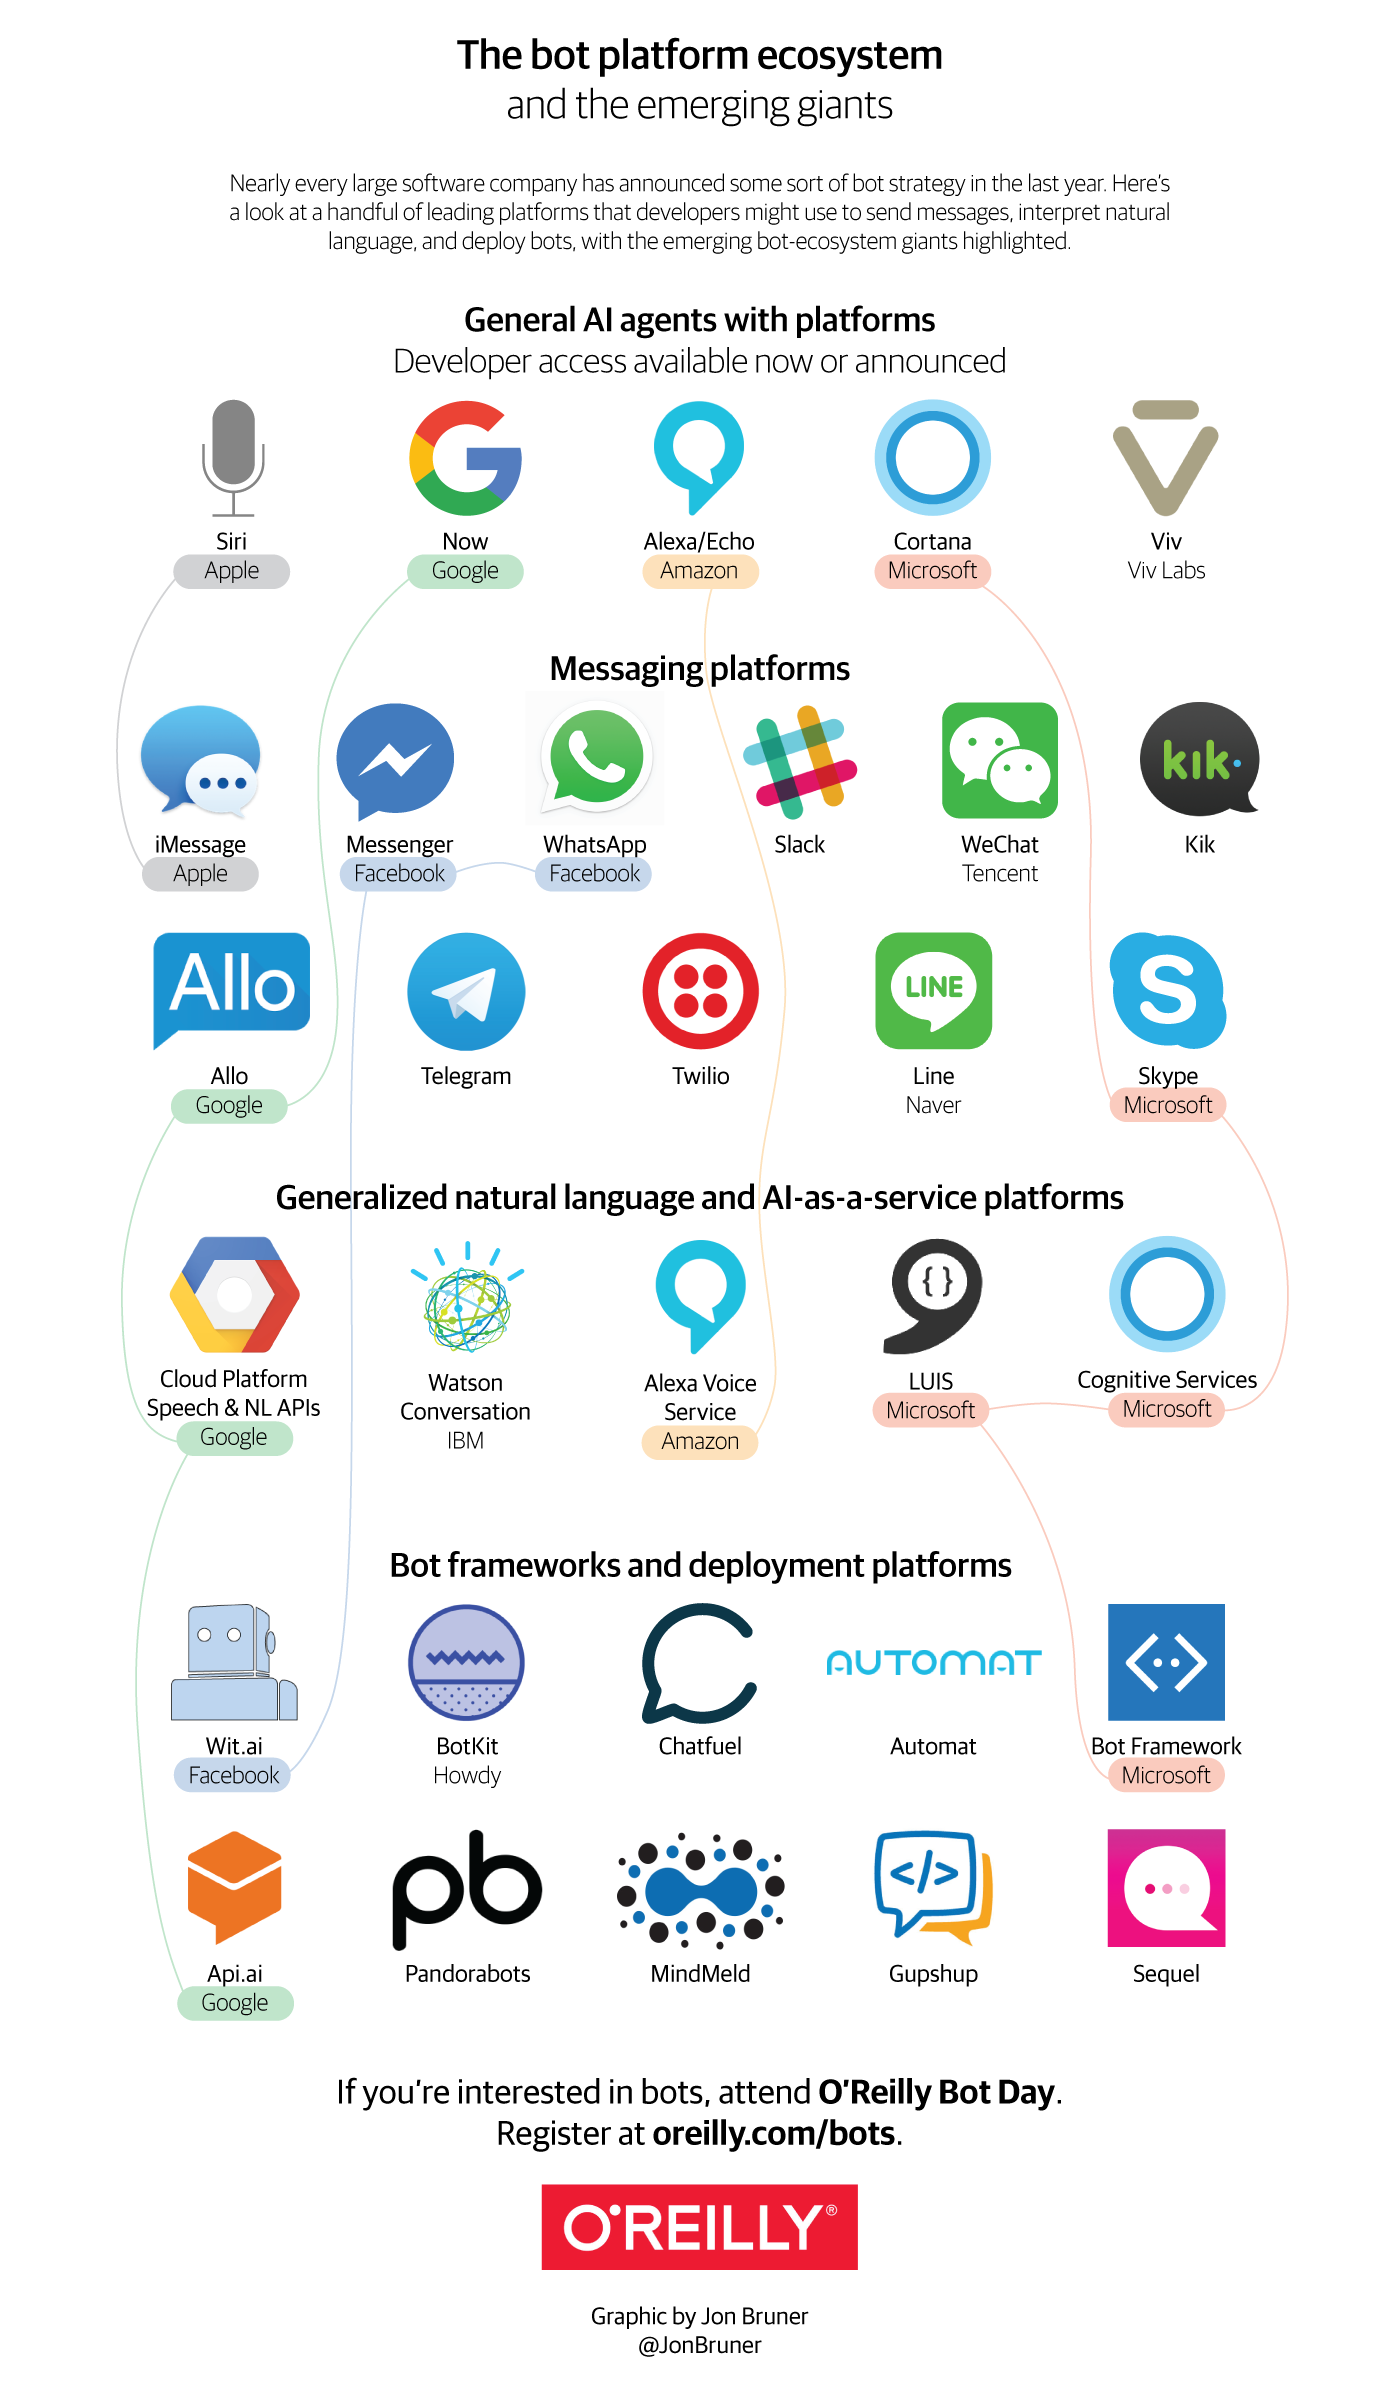 The bot platform ecosystem
and the emerging giants
Nearly every large software company has announced some sort of bot strategy in the last year. Here's
a look at a handful of leading platforms that developers might use to send messages, interpret natural
language, and deploy bots, with the emerging bot-ecosystem giants highlighted.
General AI agents with platforms
Developer access available now or announced
Siri
Apple
Now
Google
Alexa/Echo
Amazon
Cortana
Microsoft
Viv
Viv Labs
Messaging platforms
iMessage
Apple
Messenger
Facebook
WhatsApp
Facebook
Slack
WeChat
Tencent
kik.
Kik
Allo
Allo
Google
Telegram
Twilio
LINE
Line
Naver
S
Skype
Microsoft
Generalized natural language and AI-as-a-service platforms
Cloud Platform
Speech & NL APIs
Google
Watson
Conversation
IBM
Alexa Voice
Service
Amazon
{ }
LUIS
Microsoft
Cognitive Services
Microsoft
Bot frameworks and deployment platforms
Wit.ai
Facebook
BotKit
Howdy
Chatfuel
AUTOMAT
Automat
Bot Framework
Microsoft
Api.ai
Google
pb
Pandorabots
MindMeld
</>
Gupshup
Sequel
If you're interested in bots, attend O'Reilly Bot Day.
Register at oreilly.com/bots.
O'REILLY®
Graphic by Jon Bruner
@JonBruner